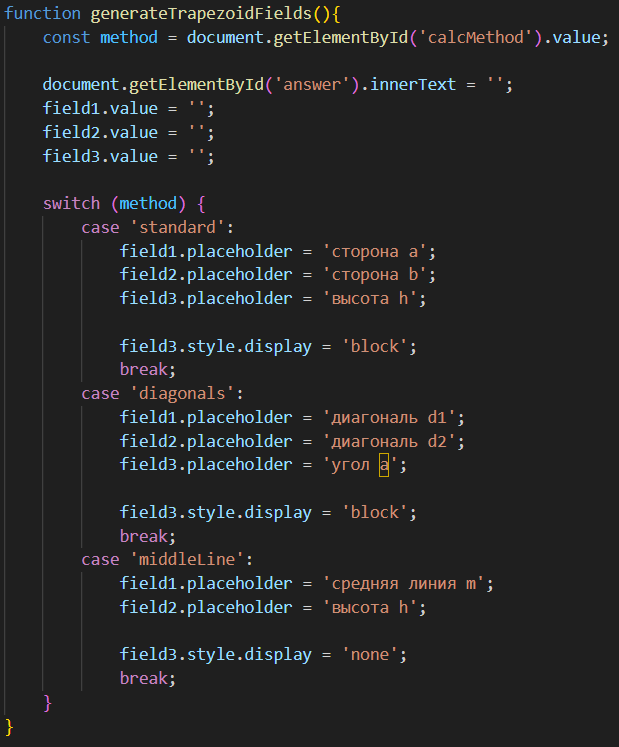 function generateTrapezoidFields(){
    const method = document.getElementById('calcMethod').value;
    document.getElementById('answer').innerText = '';
    field1.value = '';
    field2.value = '';
    field3.value = '';
    switch (method) {
        case 'standard':
            field1.placeholder = 'сторона a';
            field2.placeholder = 'сторона b';
            field3.placeholder = 'высота h';
            field3.style.display = 'block';
            break;
        case 'diagonals':
            field1.placeholder = 'диагональ d1';
            field2.placeholder = 'диагональ d2';
            field3.placeholder = 'угол α';
            field3.style.display = 'block';
            break;
        case 'middleLine':
            field1.placeholder = 'средняя линия m';
            field2.placeholder = 'высота h';
            field3.style.display = 'none';
            break;
    }
}